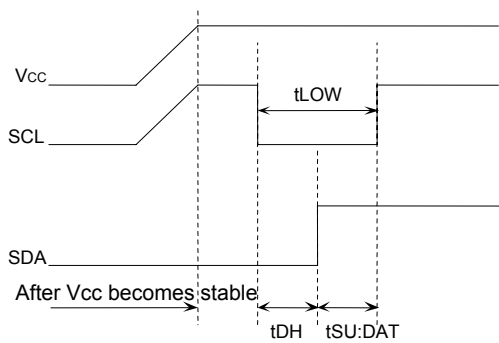 VCC
tLOW
SCL
SDA
After Vcc becomes stable
tDH
tSU:DAT